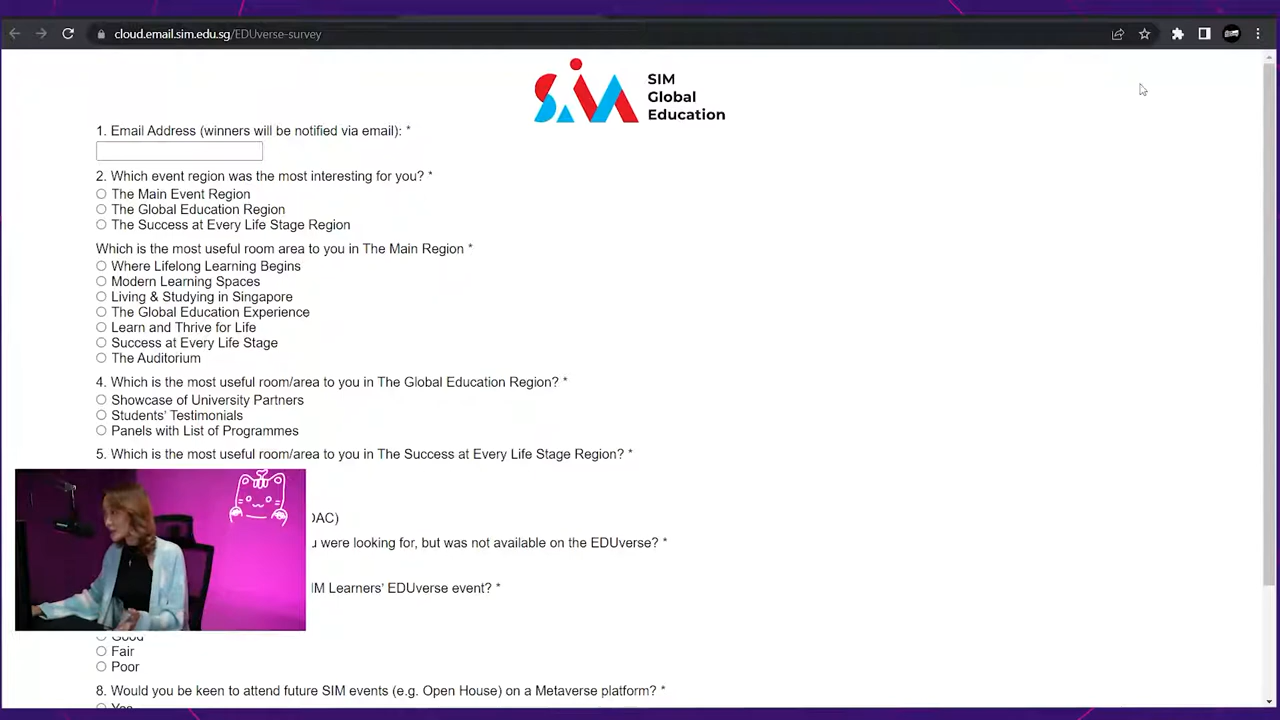 cloud.email.sim.edu.sg/EDUverse-survey
SIM
SIM
Global
Education
1. Email Address (winners will be notified via email): *
2. Which event region was the most interesting for you? *
The Main Event Region
The Global Education Region
The Success at Every Life Stage Region
Which is the most useful room area to you in The Main Region *
Where Lifelong Learning Begins
Modern Learning Spaces
Living & Studying in Singapore
The Global Education Experience
Learn and Thrive for Life
Success at Every Life Stage
The Auditorium
4. Which is the most useful room/area to you in The Global Education Region? *
Showcase of University Partners
Students' Testimonials
Panels with List of Programmes
5. Which is the most useful room/area to you in The Success at Every Life Stage Region? *
DAC)
u were looking for, but was not available on the EDUverse? *
IM Learners' EDUverse event? *
Good
Fair
Poor
8. Would you be keen to attend future SIM events (e.g. Open House) on a Metaverse platform? *
Yes